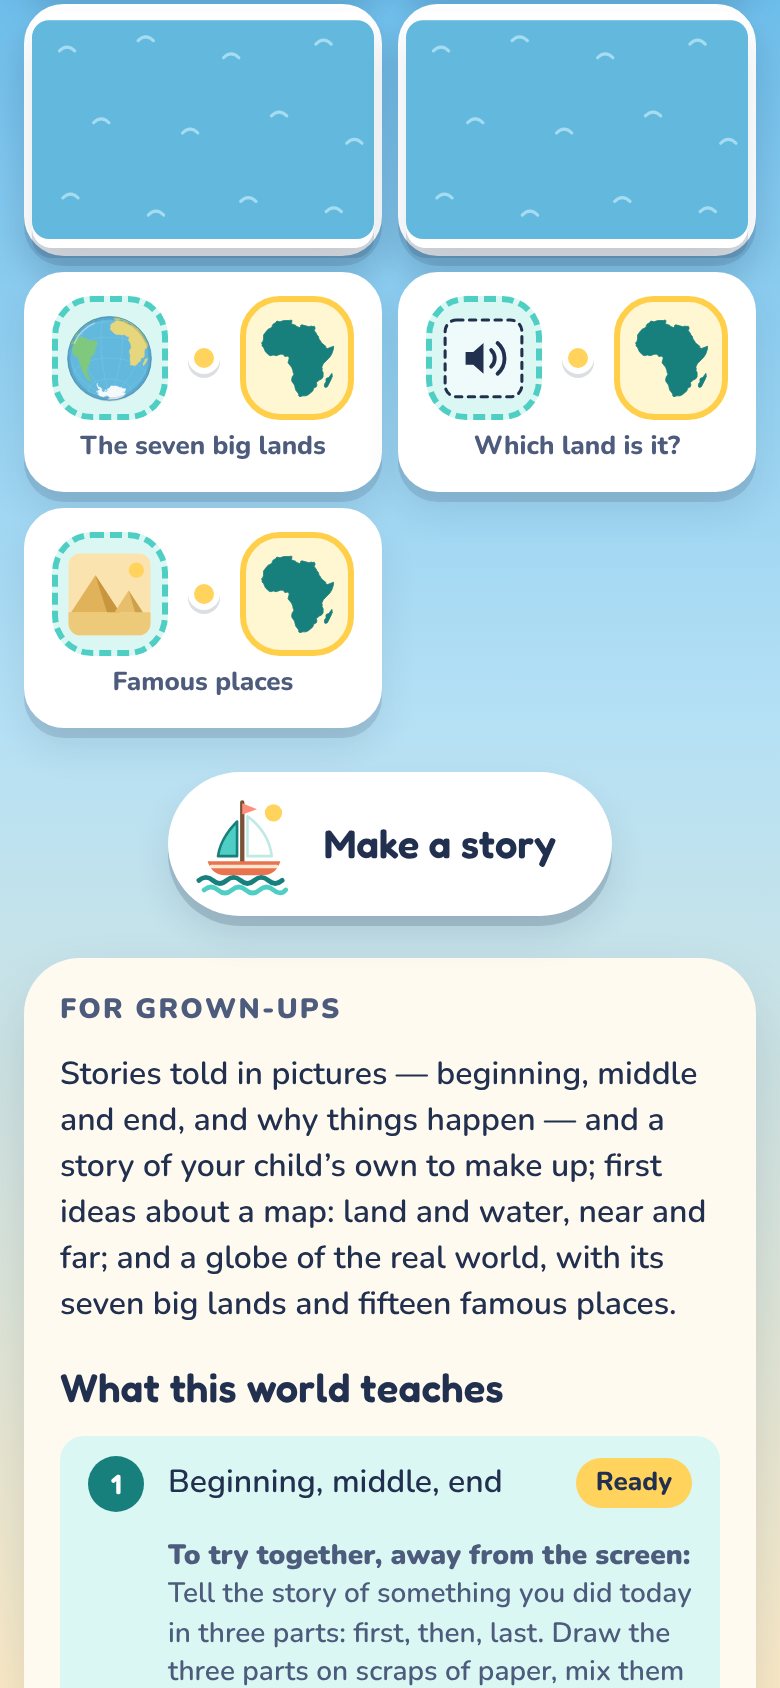 The seven big lands
Which land is it?
Famous places
Make a story
FOR GROWN-UPS
Stories told in pictures — beginning, middle
and end, and why things happen — and a
story of your child’s own to make up; first
ideas about a map: land and water, near and
far; and a globe of the real world, with its
seven big lands and fifteen famous places.
What this world teaches
1 Beginning, middle, end Ready
To try together, away from the screen:
Tell the story of something you did today
in three parts: first, then, last. Draw the
three parts on scraps of paper, mix them